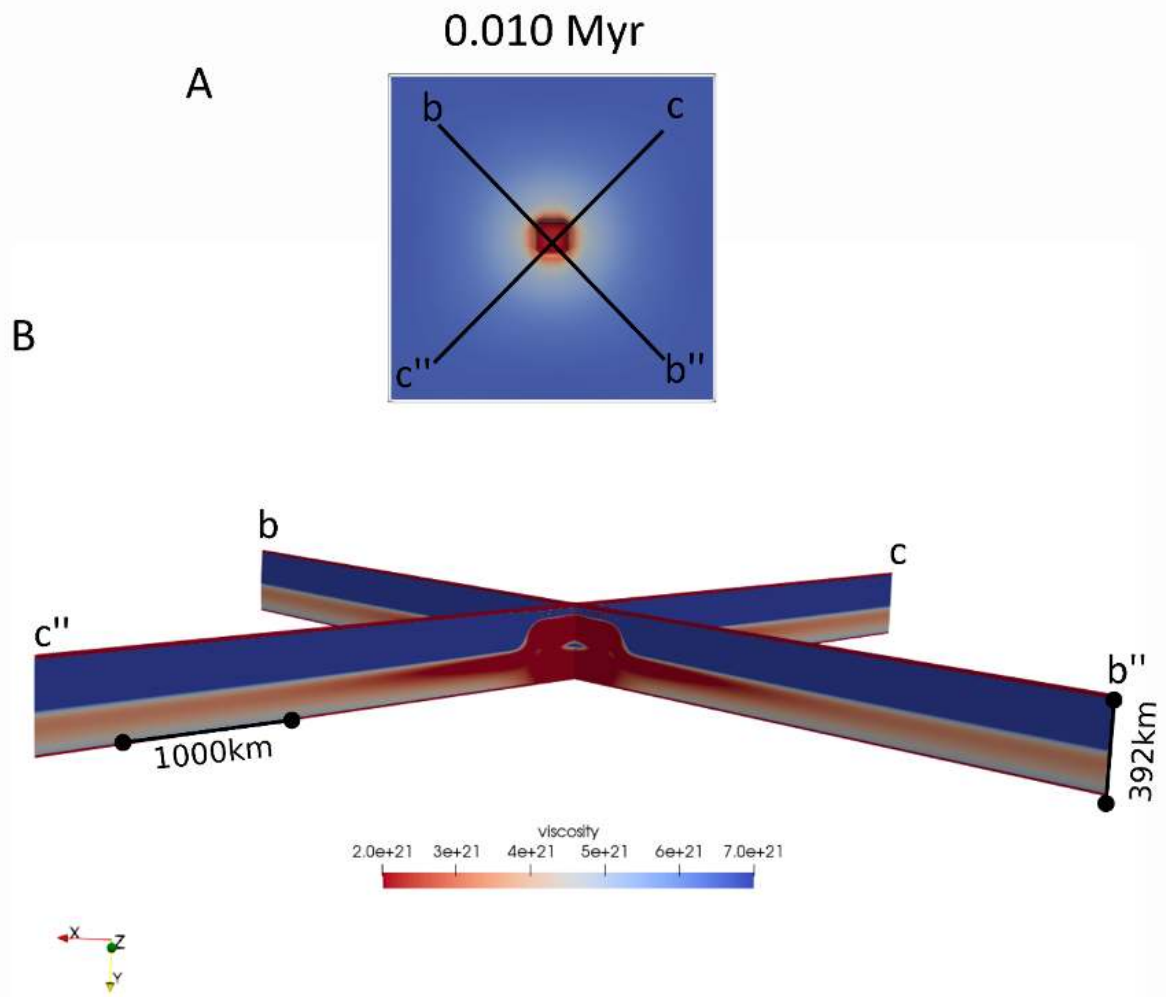 0.010 Myr
A
b
c
c''
b''
B
b
c
c''
b''
1000km
392km
viscosity
2.0e+21 3e+21 4e+21 5e+21 6e+21 7.0e+21
X
Z
Y